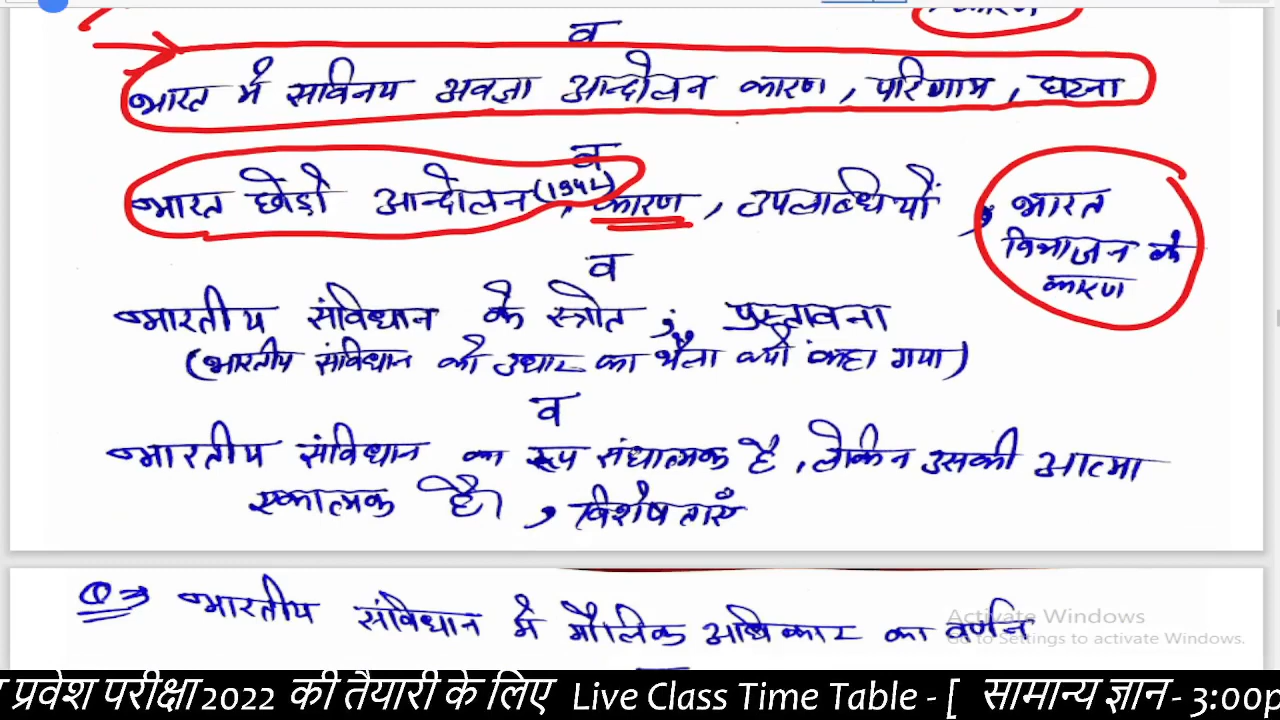 कारण
व
भारत में सविनय अवज्ञा आन्दोलन कारण, परिणाम, घटना
व
भारत छोडो आन्दोलन (1942), कारण, उपलाब्धियाँ, भारत
विभाजन के
कारण
व
भारतीय संविधान के स्त्रोत ; प्रस्तावना
(भारतीय संविधान को उधार का थैला क्यों कहा गया)
व
भारतीय संविधान का रूप संघात्मक है, लेकिन उसकी आत्मा
एकात्मक है। , विशेषताएँ
Q⇒ भारतीय संविधान में मौलिक अधिकार का वर्णन
Activate Windows
Go to Settings to activate Windows.
प्रवेश परीक्षा 2022 की तैयारी के लिए Live Class Time Table - [ सामान्य ज्ञान - 3:00p